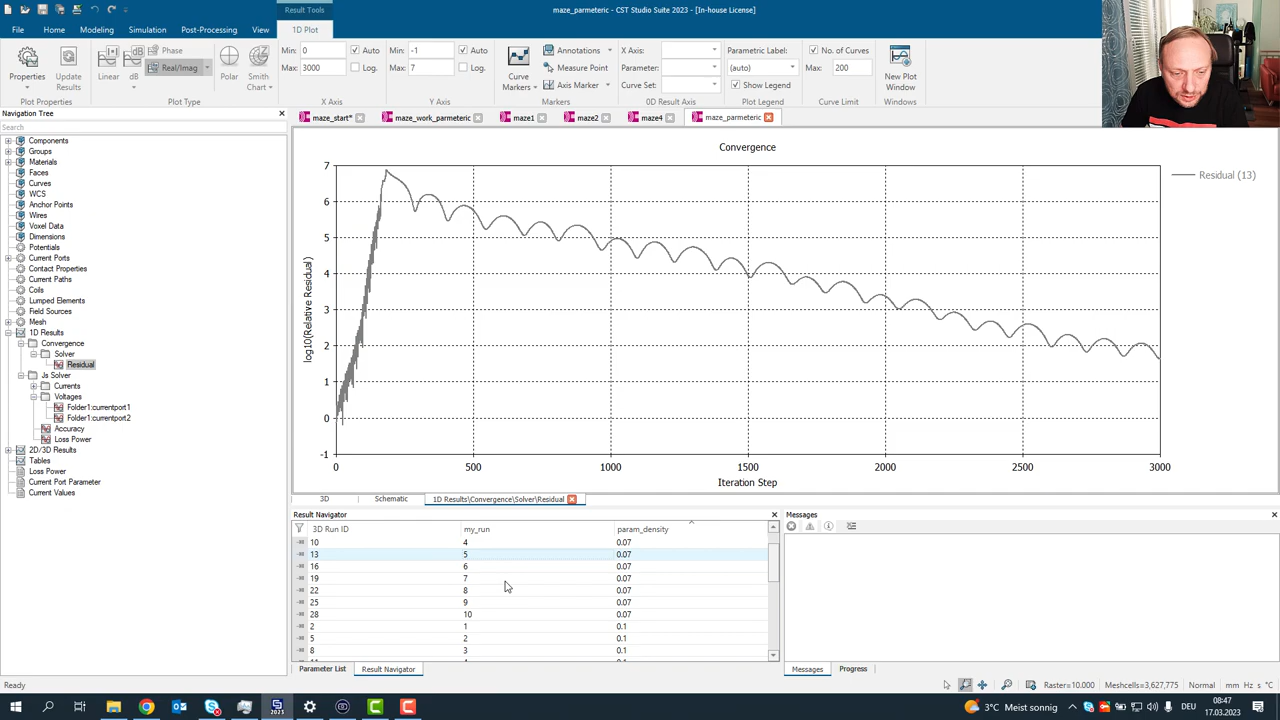 maze_parmeteric - CST Studio Suite 2023 - [In-house License]
Result Tools
File Home Modeling Simulation Post-Processing View 1D Plot
Properties
Update Results
Plot Properties
Linear
dB
Phase
Real/Imag
Polar
Smith Chart
Plot Type
Min: 0 Auto
Max: 3000 Log.
X Axis
Min: -1 Auto
Max: 7 Log.
Y Axis
Curve Markers
Annotations
Measure Point
Axis Marker
Markers
X Axis:
Parameter:
Curve Set:
0D Result Axis
Parametric Label:
(auto)
Show Legend
Plot Legend
No. of Curves
Max: 200
Curve Limit
New Plot Window
Windows
Navigation Tree
Search
Components
Groups
Materials
Faces
Curves
WCS
Anchor Points
Wires
Voxel Data
Dimensions
Potentials
Current Ports
Contact Properties
Current Paths
Coils
Lumped Elements
Field Sources
Mesh
1D Results
Convergence
Solver
Residual
Js Solver
Currents
Voltages
Folder1:currentport1
Folder1:currentport2
Accuracy
Loss Power
2D/3D Results
Tables
Loss Power
Current Port Parameter
Current Values
maze_start* maze_work_parmeteric maze1 maze2 maze4 maze_parmeteric
Convergence
Residual (13)
log10(Relative Residual)
7
6
5
4
3
2
1
0
-1
0 500 1000 1500 2000 2500 3000
Iteration Step
3D Schematic 1D Results\Convergence\Solver\Residual
Result Navigator
3D Run ID my_run param_density
10 4 0.07
13 5 0.07
16 6 0.07
19 7 0.07
22 8 0.07
25 9 0.07
28 10 0.07
2 1 0.1
5 2 0.1
8 3 0.1
Parameter List Result Navigator
Messages
Messages Progress
Ready
Raster=10.000 Meshcells=3,627,775 Normal mm Hz s °C
3°C Meist sonnig
08:47
17.03.2023